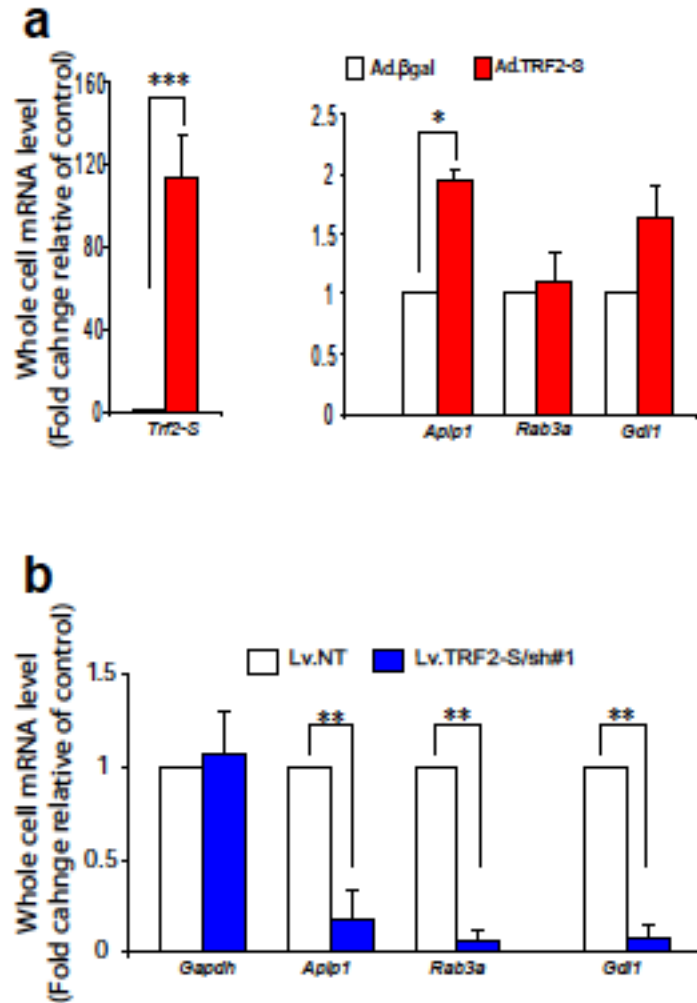 a
Whole cell mRNA level
(Fold cahnge relative of control)
160
120
80
40
0
***
Trf2-S
Ad.βgal
Ad.TRF2-S
2.5
2
1.5
1
0.5
0
*
Aplp1
Rab3a
Gdi1
b
Whole cell mRNA level
(Fold cahnge relative of control)
Lv.NT
Lv.TRF2-S/sh#1
1.5
1
0.5
0
**
**
**
Gapdh
Aplp1
Rab3a
Gdi1